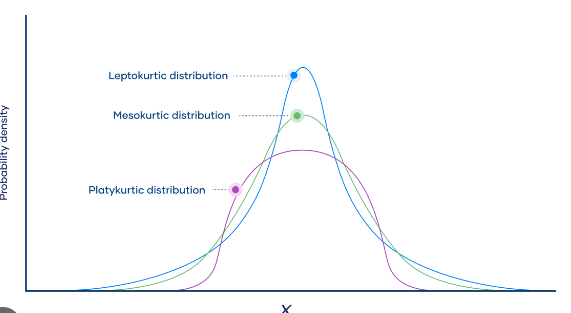 Leptokurtic distribution
Mesokurtic distribution
Platykurtic distribution
Probability density
X